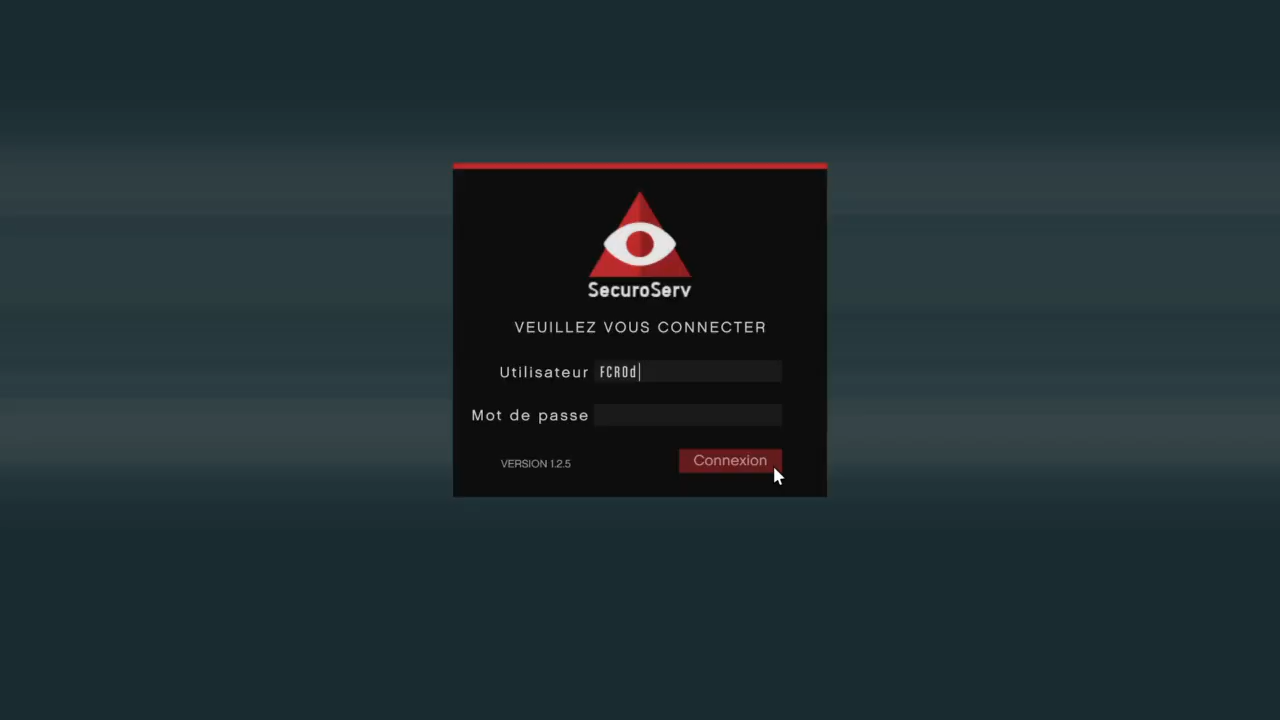 SecuroServ
VEUILLEZ VOUS CONNECTER
Utilisateur FCR0d
Mot de passe
VERSION 1.2.5
Connexion